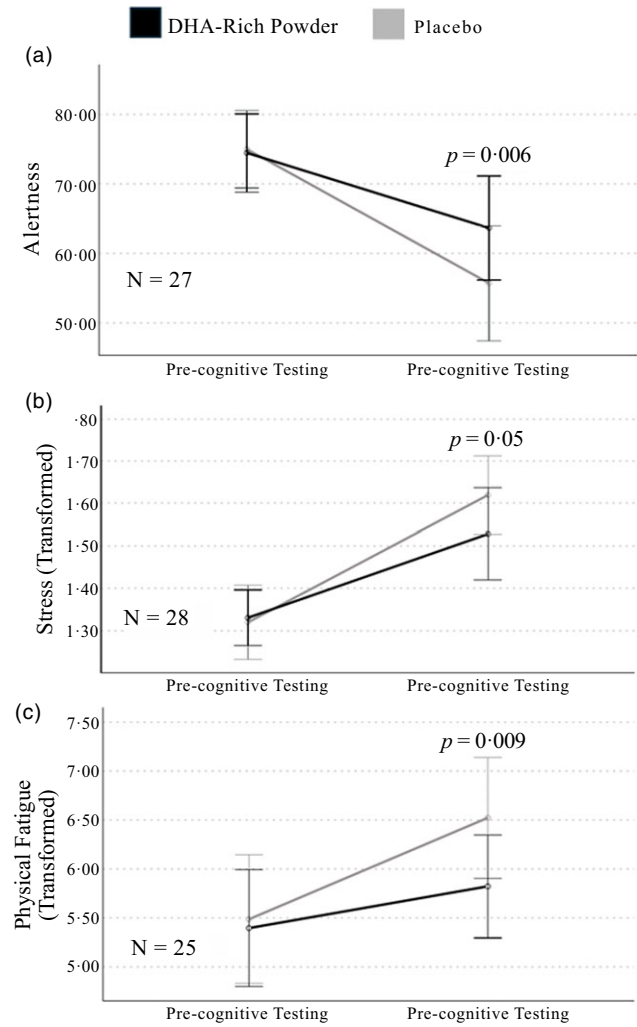 DHA-Rich Powder Placebo
(a)
Alertness
80·00
70·00
60·00
50·00
p = 0·006
N = 27
Pre-cognitive Testing Pre-cognitive Testing
(b)
Stress (Transformed)
·80
1·70
1·60
1·50
1·40
1·30
p = 0·05
N = 28
Pre-cognitive Testing Pre-cognitive Testing
(c)
Physical Fatigue
(Transformed)
7·50
7·00
6·50
6·00
5·50
5·00
p = 0·009
N = 25
Pre-cognitive Testing Pre-cognitive Testing